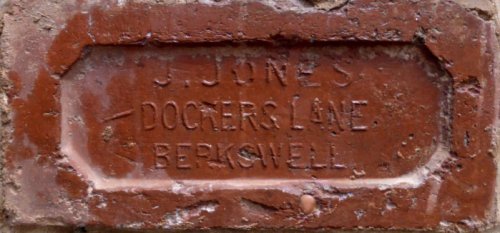 J. JONES
DOCKERS LANE
BERKSWELL